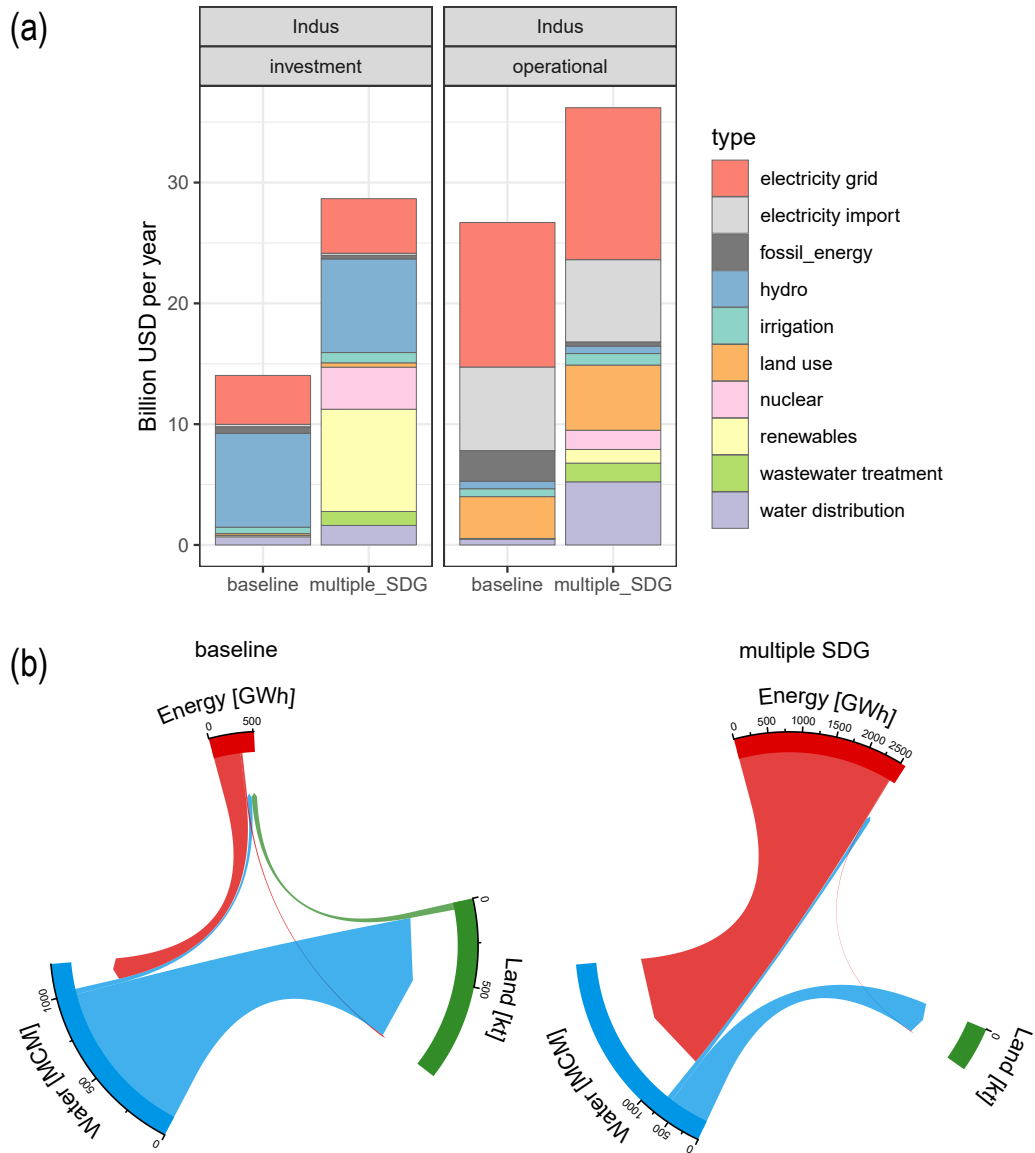 (a)
Indus
Indus
investment
operational
Billion USD per year
30
20
10
0
baseline
multiple_SDG
baseline
multiple_SDG
type
electricity grid
electricity import
fossil_energy
hydro
irrigation
land use
nuclear
renewables
wastewater treatment
water distribution
(b)
baseline
Energy [GWh]
0
500
Land [kt]
0
500
Water [MCM]
0
500
1000
multiple SDG
Energy [GWh]
0
500
1000
1500
2000
2500
Land [kt]
0
Water [MCM]
0
500
1000